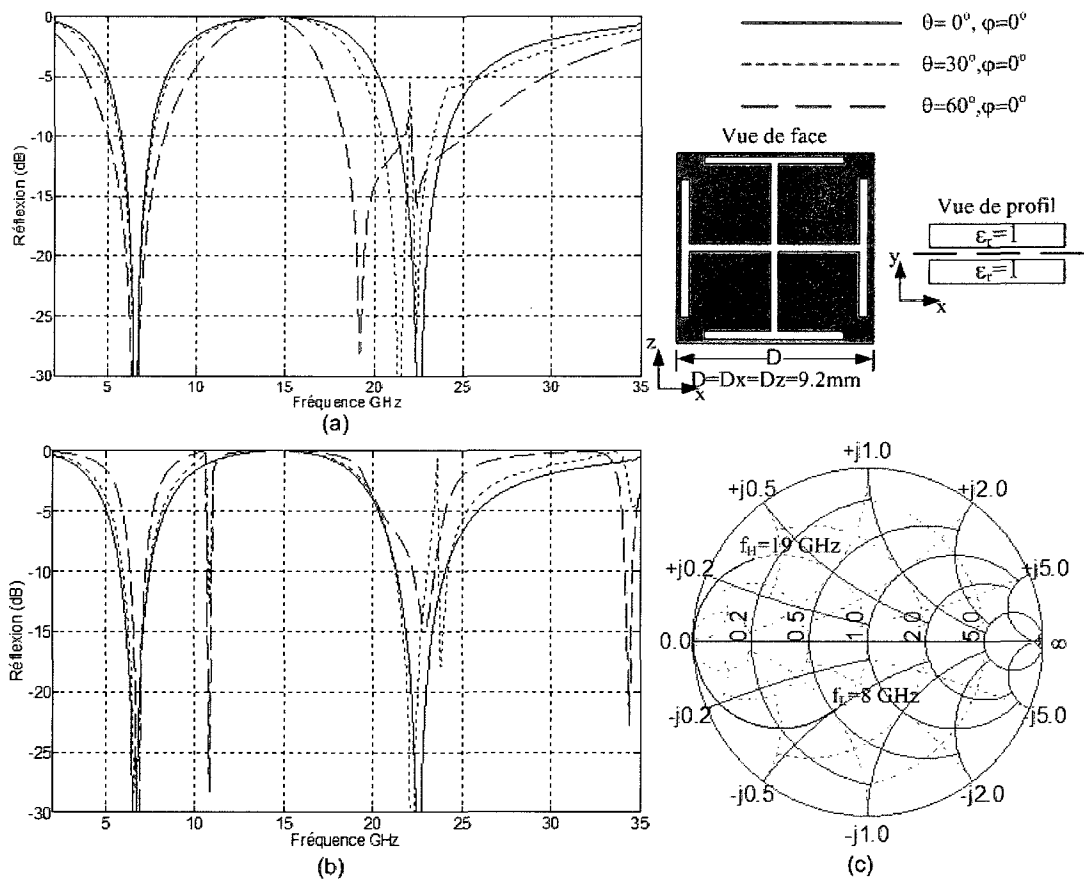 0
-5
-10
-15
-20
-25
-30
Réflexion (dB)
5
10
15
20
25
30
35
Fréquence GHz
(a)
θ= 0°, φ=0°
θ=30°,φ=0°
θ=60°,φ=0°
Vue de face
Vue de profil
εr=1
εr=1
y
x
z
x
D
D=Dx=Dz=9.2mm
0
-5
-10
-15
-20
-25
-30
Réflexion (dB)
5
10
15
20
25
30
35
Fréquence GHz
(b)
+j1.0
+j0.5
+j2.0
fH=19 GHz
+j0.2
+j5.0
0.0
0.2
0.5
1.0
2.0
5.0
∞
fL=8 GHz
-j0.2
-j5.0
-j0.5
-j2.0
-j1.0
(c)